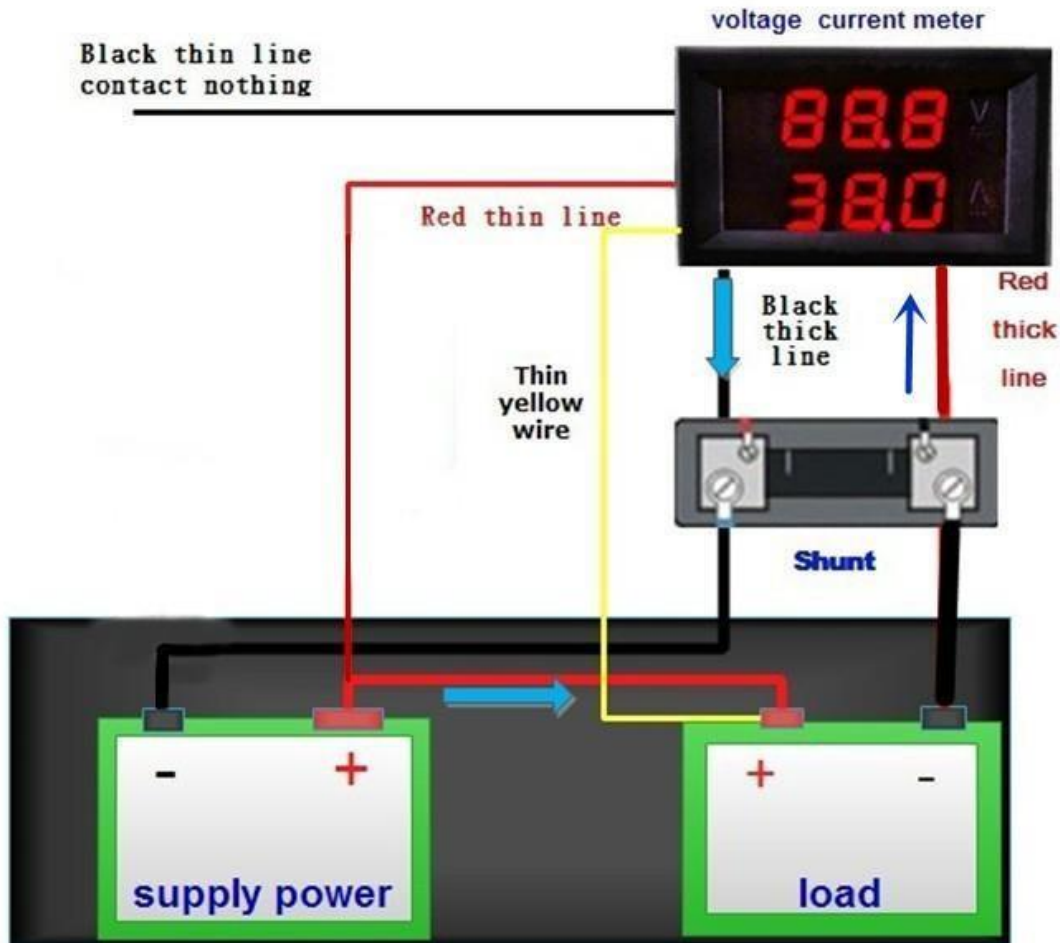 voltage current meter
Black thin line
contact nothing
88.8 V
38.0 A
Red thin line
Red
thick
line
Black
thick
line
Thin
yellow
wire
Shunt
- +
+ -
supply power
load